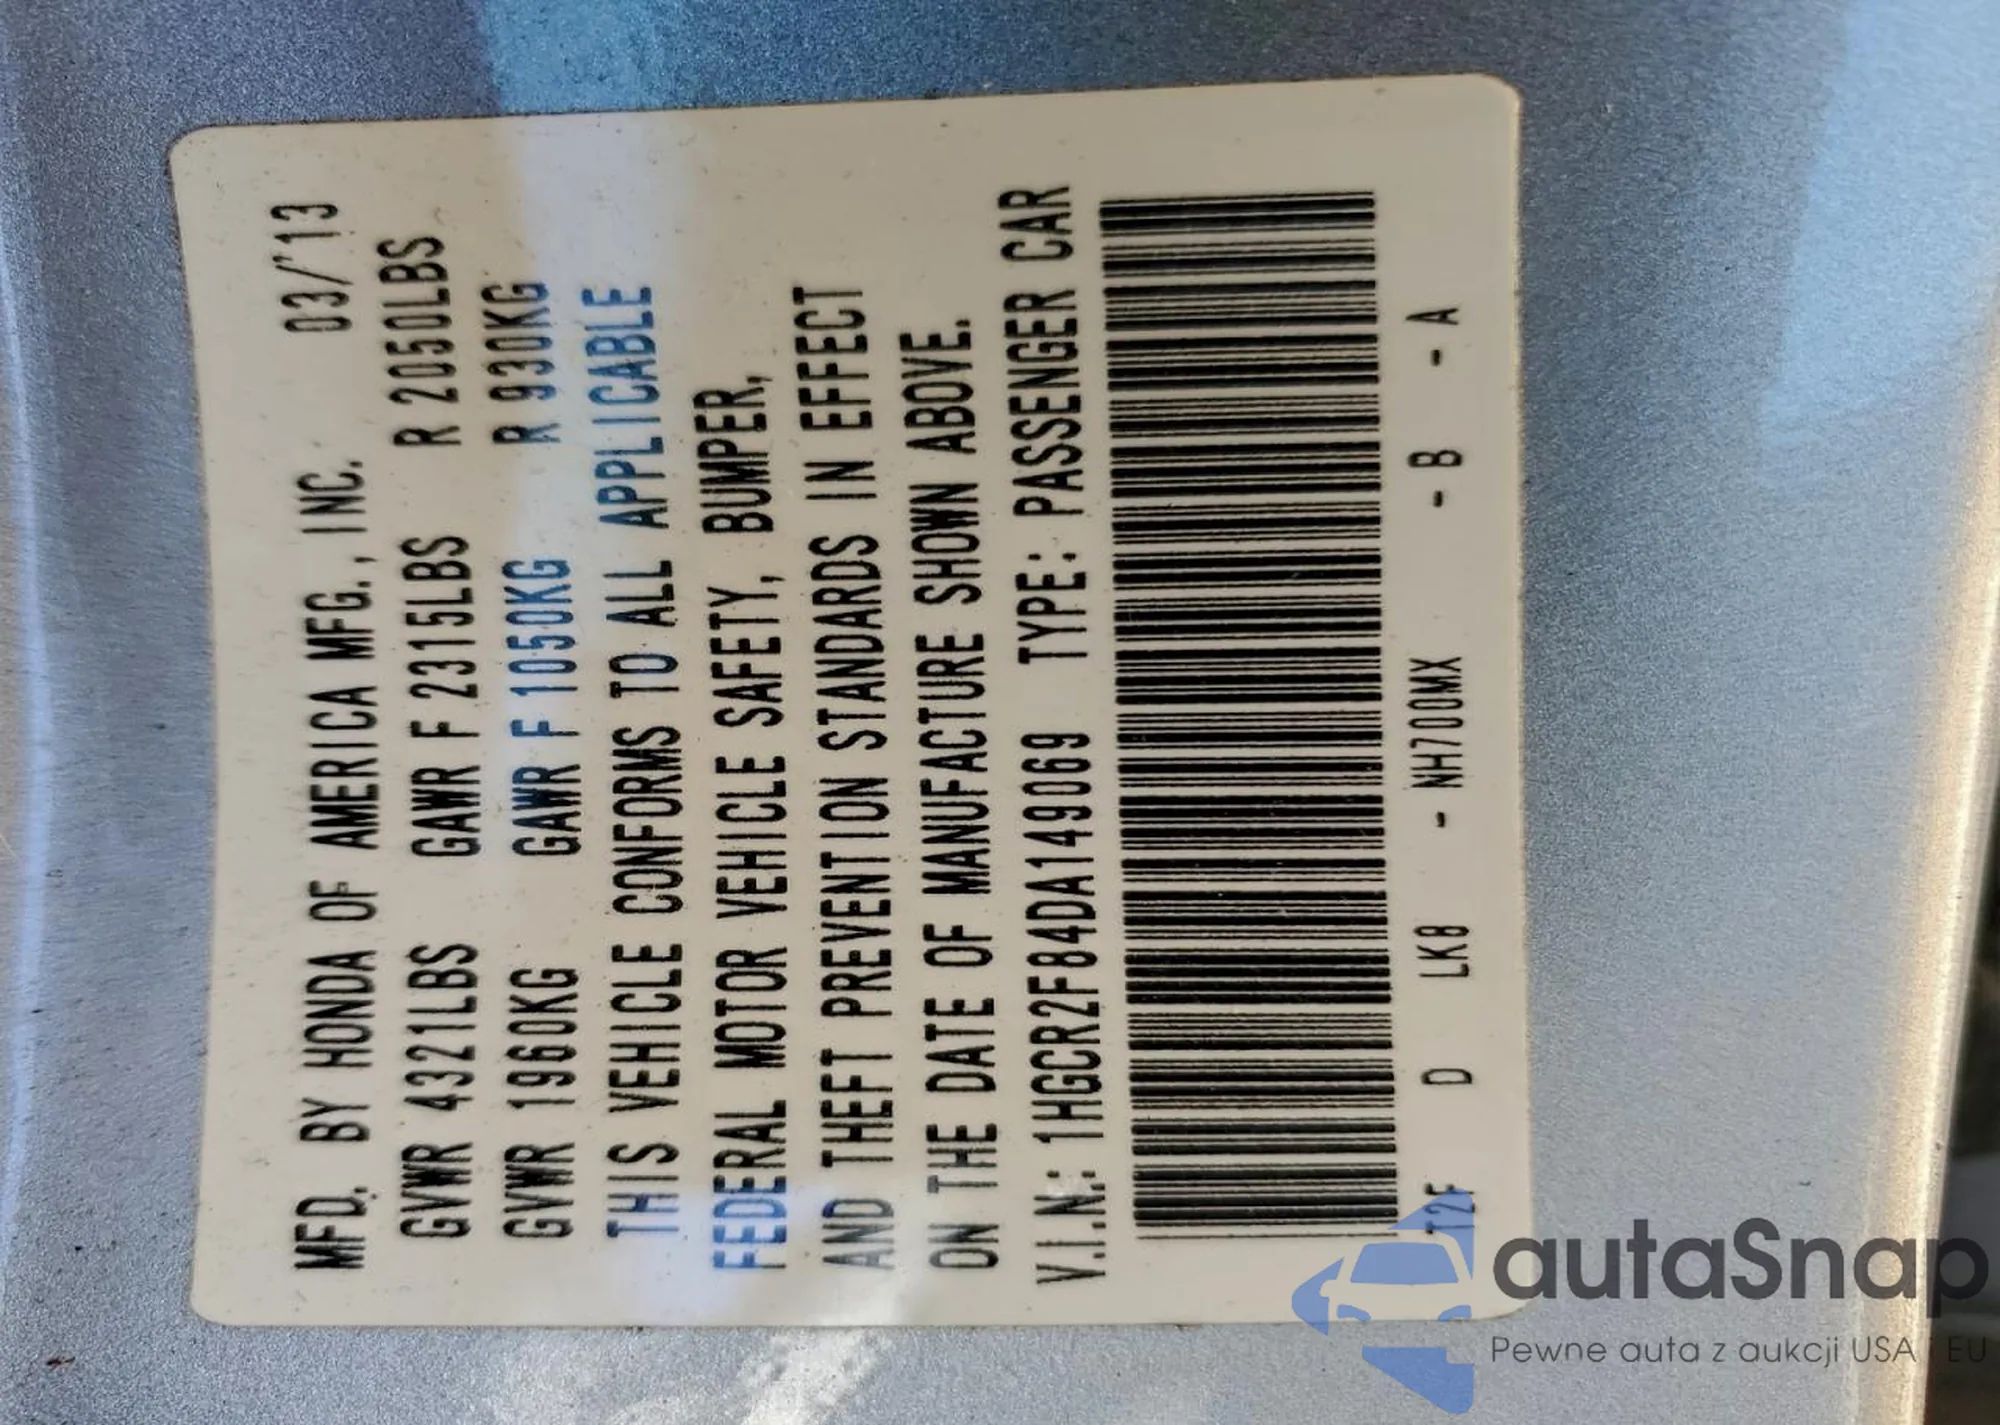 MFD. BY HONDA OF AMERICA MFG., INC. 03/'13
GVWR 4321LBS GAWR F 2315LBS R 2050LBS
GVWR 1960KG GAWR F 1050KG R 930KG
THIS VEHICLE CONFORMS TO ALL APPLICABLE
FEDERAL MOTOR VEHICLE SAFETY, BUMPER,
AND THEFT PREVENTION STANDARDS IN EFFECT
ON THE DATE OF MANUFACTURE SHOWN ABOVE.
V.I.N.: 1HGCR2F84DA149069 TYPE: PASSENGER CAR
T2F D LK8 - NH700MX - B - A
autaSnap
Pewne auta z aukcji USA i EU